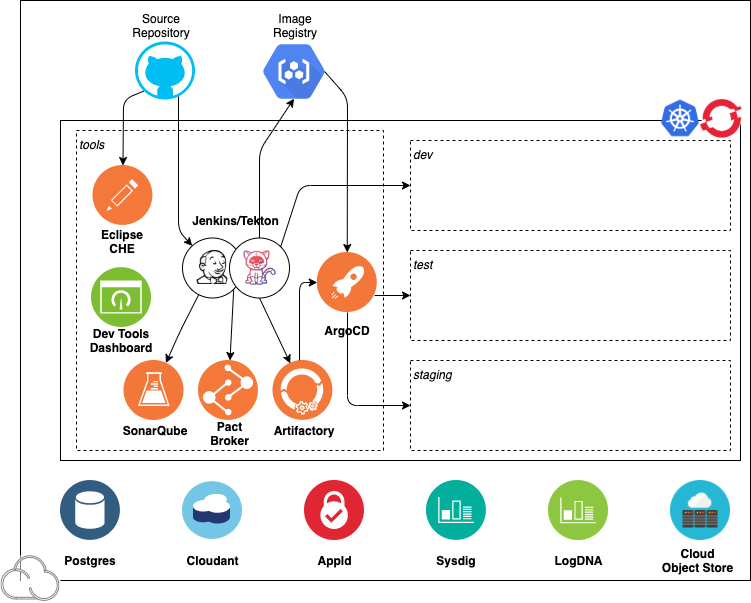 Source
Repository
Image
Registry
tools
dev
Eclipse
CHE
Jenkins/Tekton
test
Dev Tools
Dashboard
ArgoCD
staging
SonarQube
Pact
Broker
Artifactory
Postgres
Cloudant
AppId
Sysdig
LogDNA
Cloud
Object Store